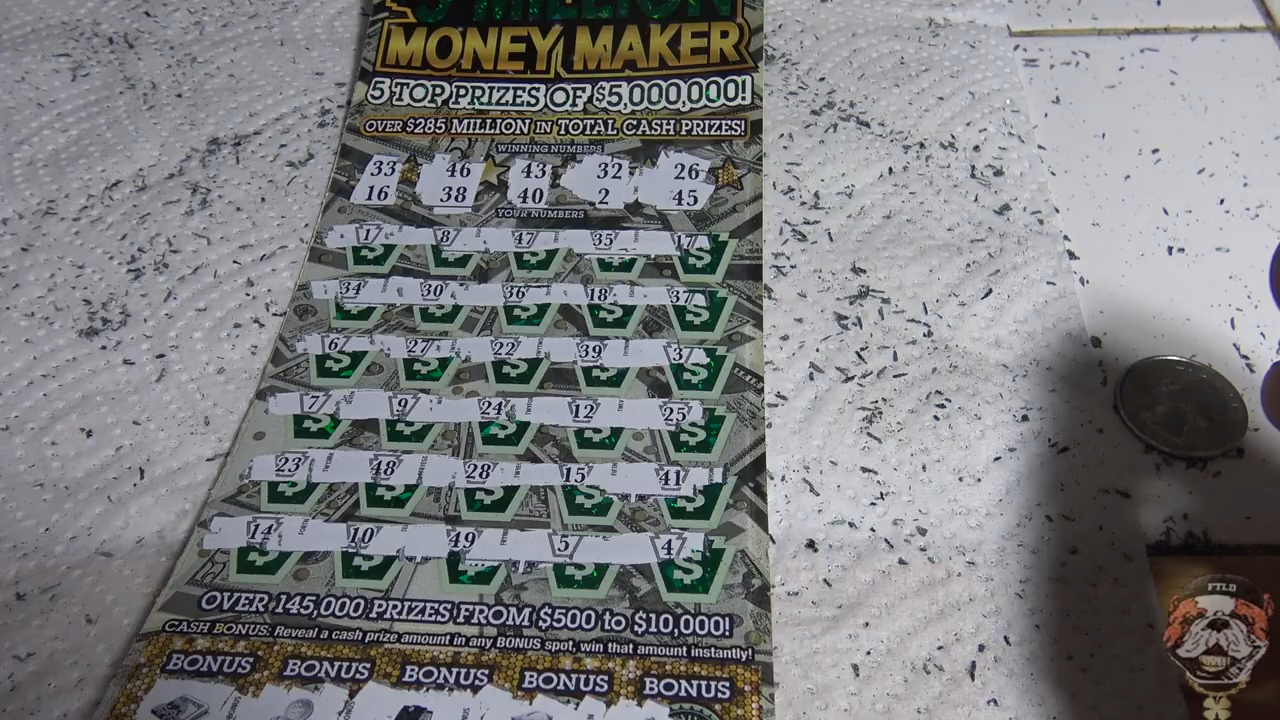 MILLION
MONEY MAKER
5 TOP PRIZES OF $5,000,000!
OVER $285 MILLION IN TOTAL CASH PRIZES!
WINNING NUMBERS
33 46 43 32 26
16 38 40 2 45
YOUR NUMBERS
1 8 47 35 17
$ $ $ $ $
34 30 36 18 37
$ $ $ $ $
6 27 22 39 3
$ $ $ $ $
7 9 24 12 25
$ $ $ $ $
23 48 28 15 41
$ $ $ $ $
14 10 49 5 4
$ $ $ $ $
OVER 145,000 PRIZES FROM $500 to $10,000!
CASH BONUS: Reveal a cash prize amount in any BONUS spot, win that amount instantly!
BONUS BONUS BONUS BONUS BONUS
FTLD